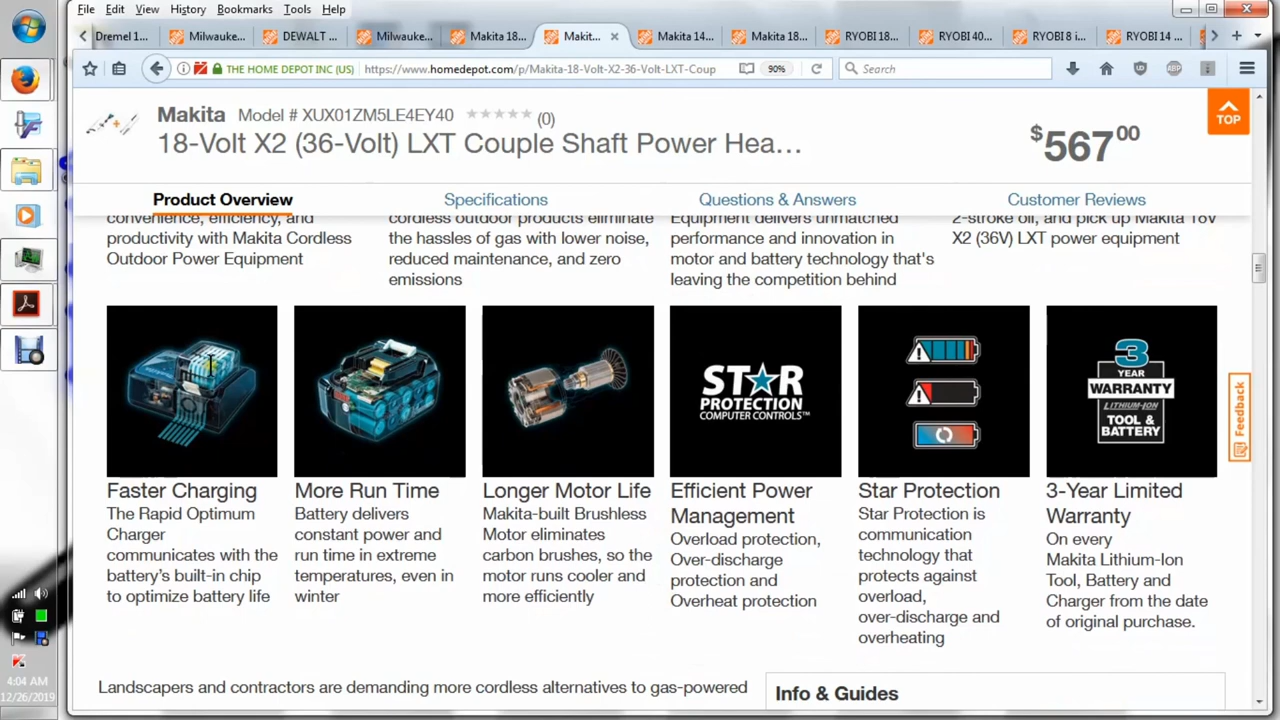 File Edit View History Bookmarks Tools Help
Dremel 1... Milwauke... DEWALT ... Milwauke... Makita 18... Makit... Makita 14... Makita 18... RYOBI 18... RYOBI 40... RYOBI 8 i... RYOBI 14 ...
THE HOME DEPOT INC (US) https://www.homedepot.com/p/Makita-18-Volt-X2-36-Volt-LXT-Coup 90% Search
Makita Model # XUX01ZM5LE4EY40 (0)
18-Volt X2 (36-Volt) LXT Couple Shaft Power Hea...
$567 00
TOP
Product Overview Specifications Questions & Answers Customer Reviews
convenience, efficiency, and
productivity with Makita Cordless
Outdoor Power Equipment
cordless outdoor products eliminate
the hassles of gas with lower noise,
reduced maintenance, and zero
emissions
Equipment delivers unmatched
performance and innovation in
motor and battery technology that's
leaving the competition behind
2-stroke oil, and pick up Makita 18V
X2 (36V) LXT power equipment
STAR
PROTECTION
COMPUTER CONTROLS™
3
YEAR
WARRANTY
LITHIUM-ION
TOOL &
BATTERY
Feedback
Faster Charging
The Rapid Optimum
Charger
communicates with the
battery's built-in chip
to optimize battery life
More Run Time
Battery delivers
constant power and
run time in extreme
temperatures, even in
winter
Longer Motor Life
Makita-built Brushless
Motor eliminates
carbon brushes, so the
motor runs cooler and
more efficiently
Efficient Power
Management
Overload protection,
Over-discharge
protection and
Overheat protection
Star Protection
Star Protection is
communication
technology that
protects against
overload,
over-discharge and
overheating
3-Year Limited
Warranty
On every
Makita Lithium-Ion
Tool, Battery and
Charger from the date
of original purchase.
Landscapers and contractors are demanding more cordless alternatives to gas-powered
Info & Guides
4:04 AM
12/26/2019